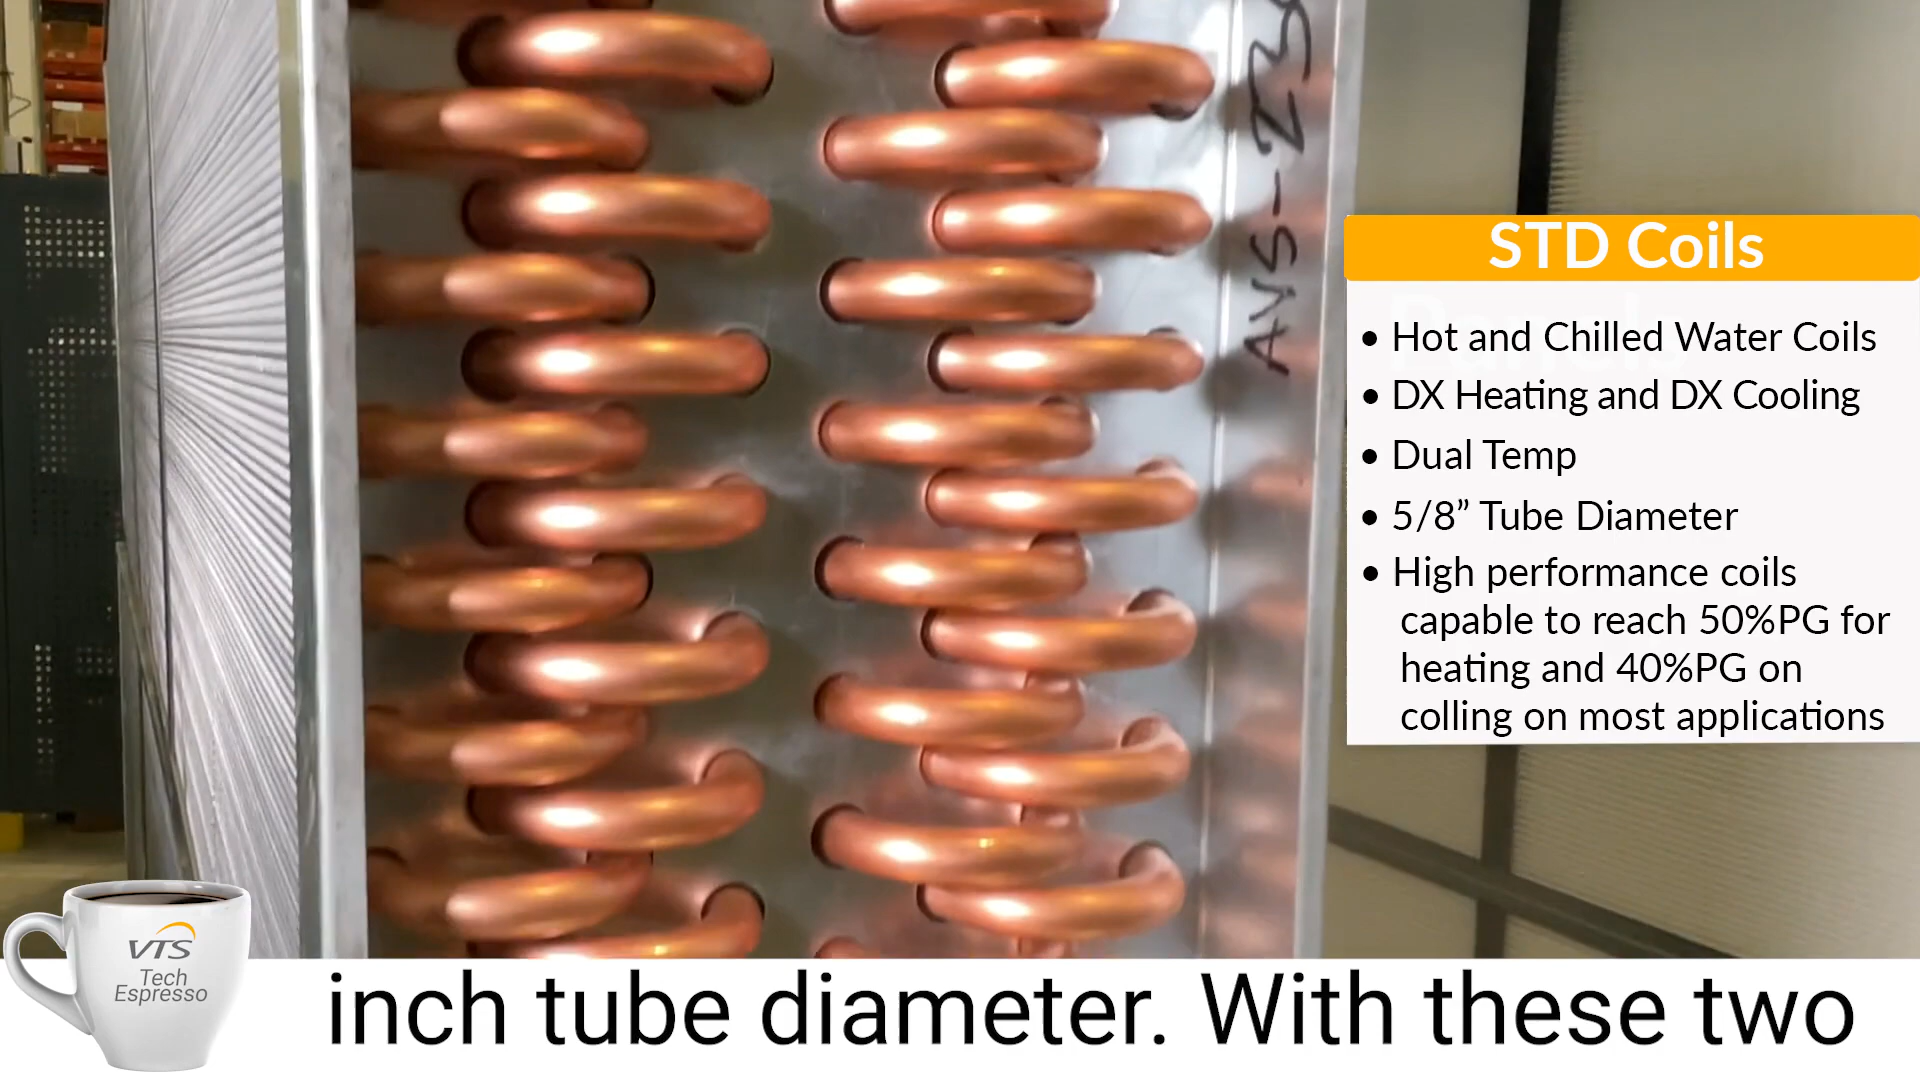 AVS-23
STD Coils
• Hot and Chilled Water Coils
• DX Heating and DX Cooling
• Dual Temp
• 5/8” Tube Diameter
• High performance coils
capable to reach 50%PG for
heating and 40%PG on
colling on most applications
VTS
Tech
Espresso
inch tube diameter. With these two